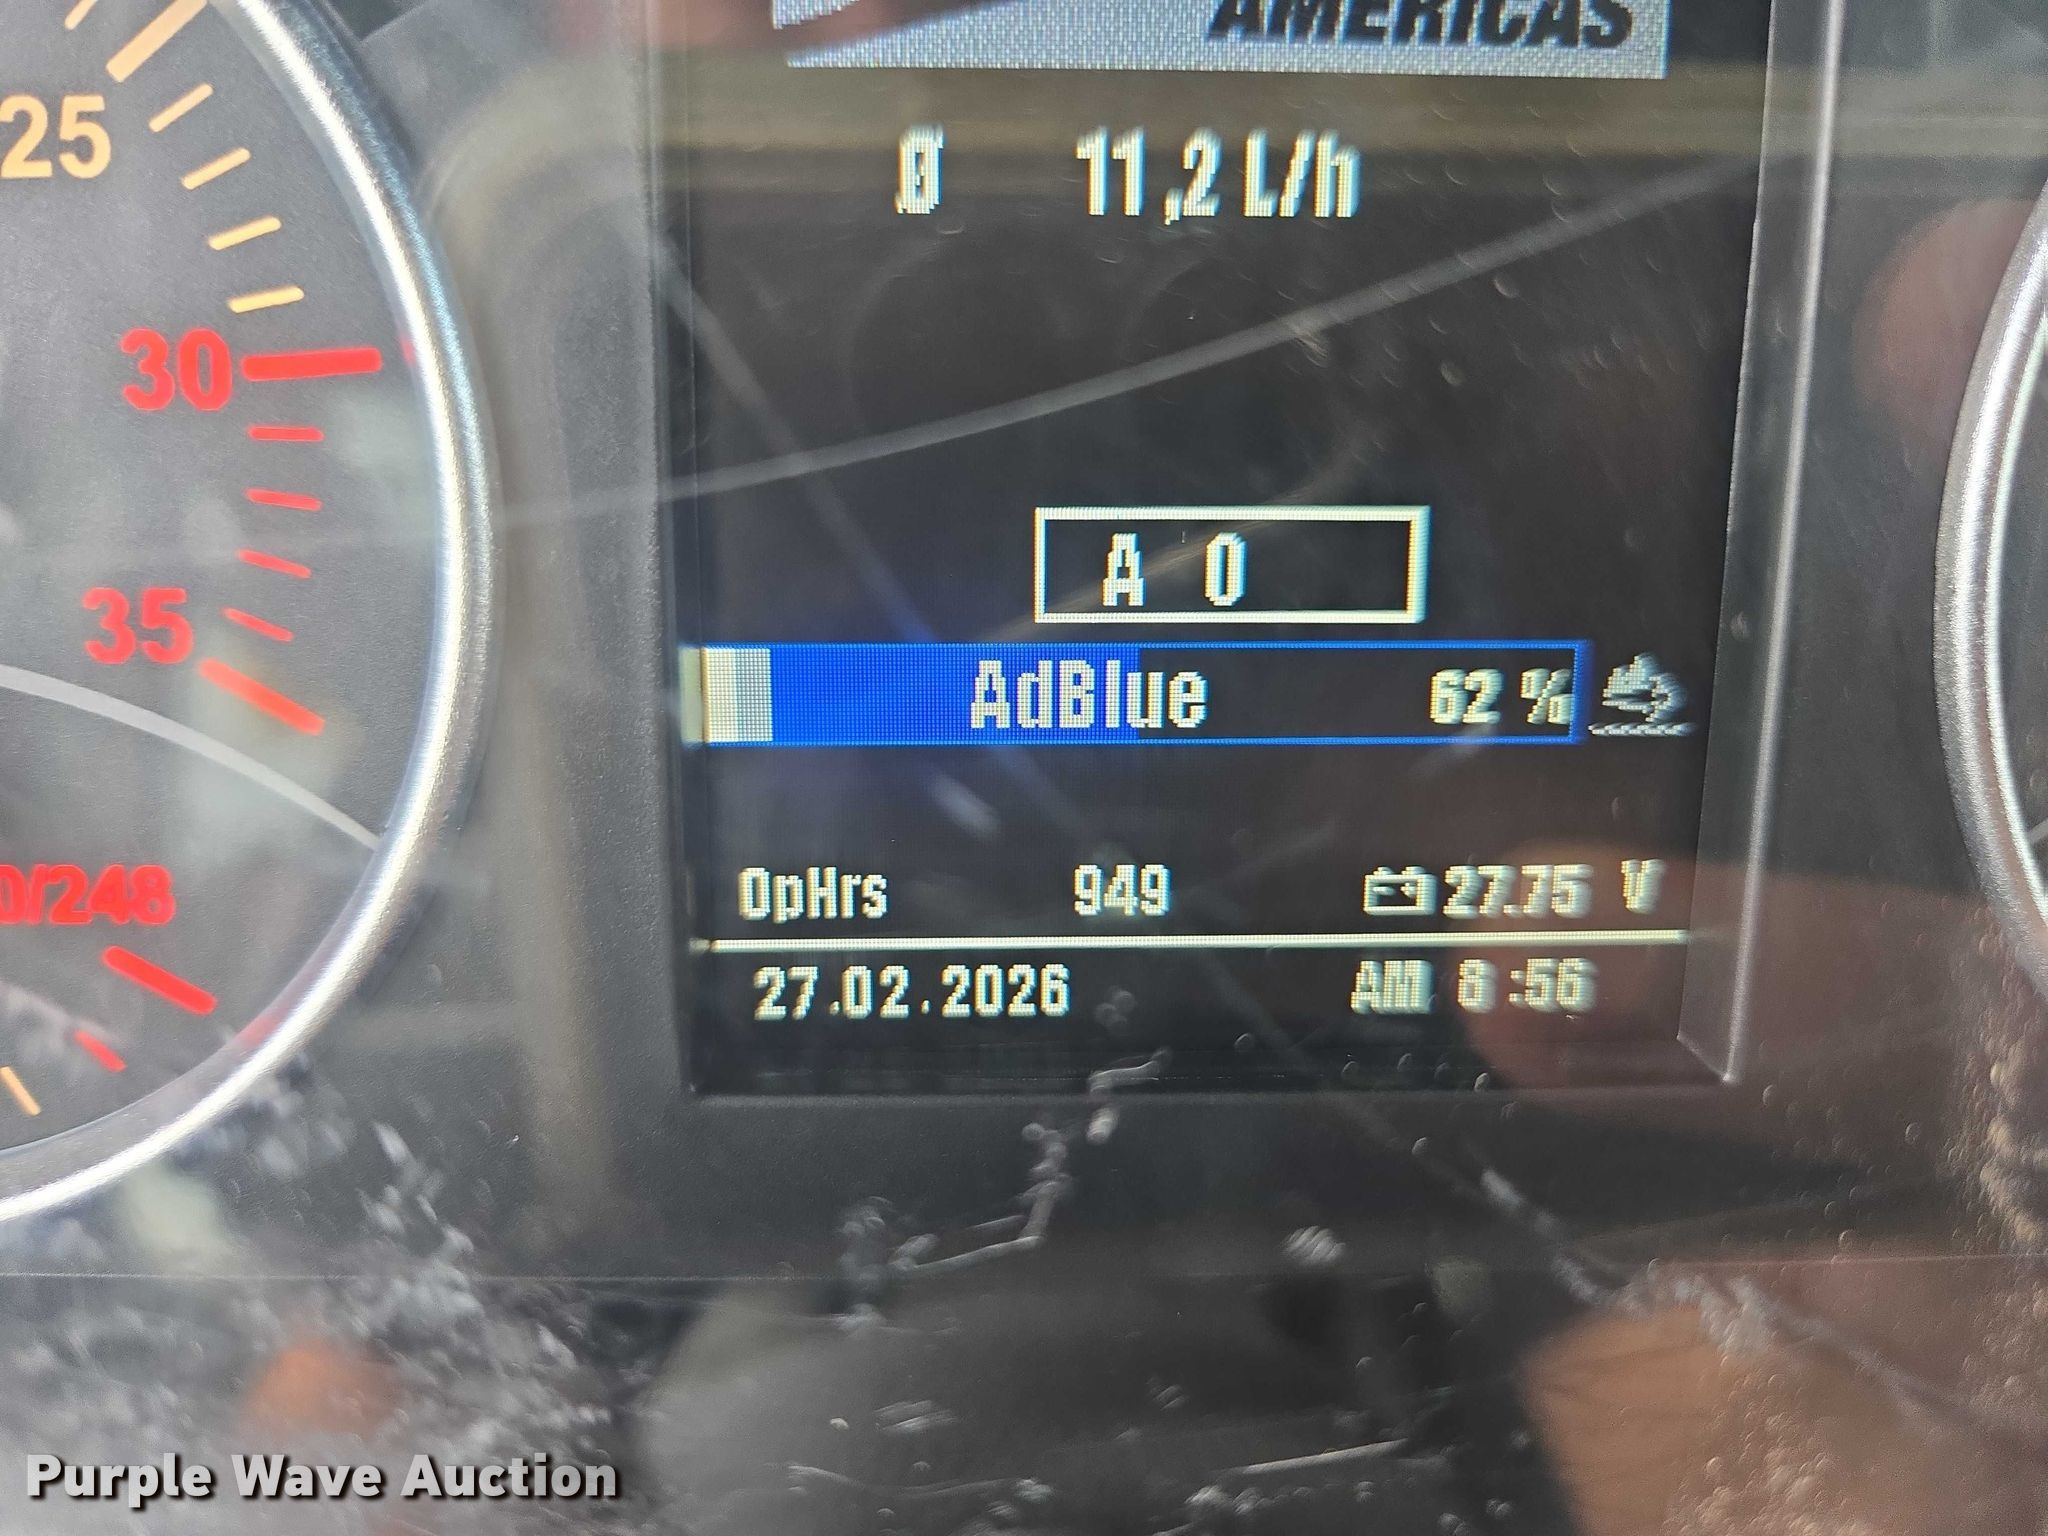 AMERICAS
25
Ø 11,2 L/h
30
A 0
35
AdBlue 62 %
0/248
OpHrs 949 27.75 V
27.02.2026 AM 8:56
Purple Wave Auction